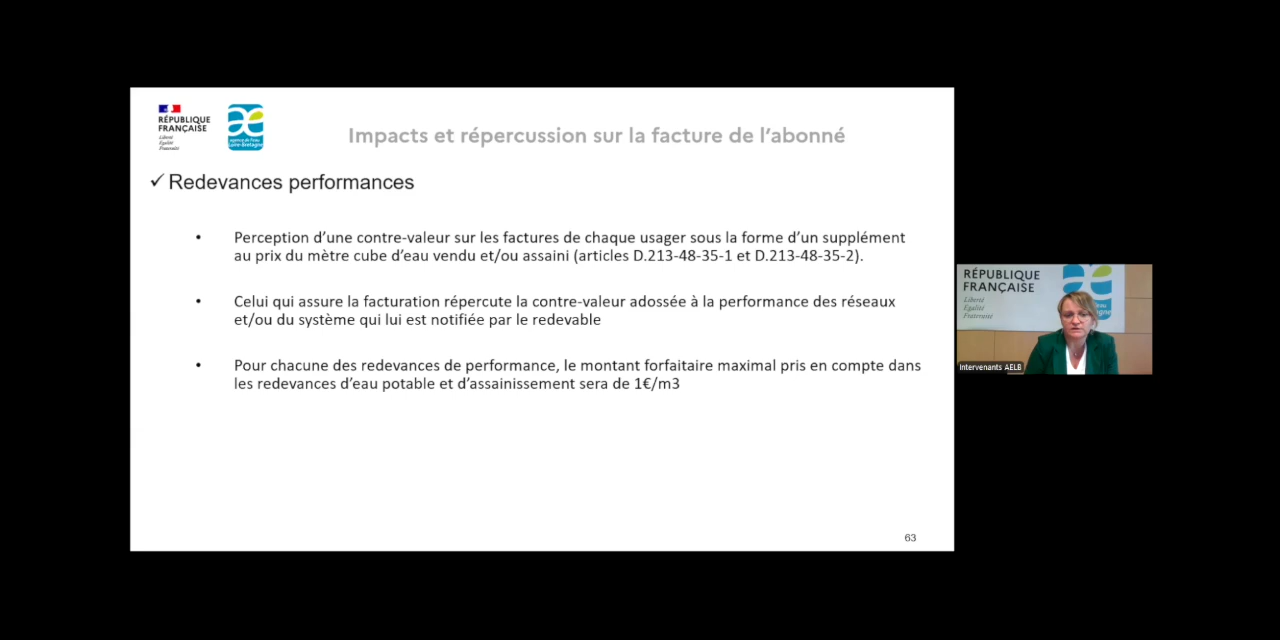 RÉPUBLIQUE
FRANÇAISE
Liberté
Égalité
Fraternité
æ
agence de l'eau
Loire-Bretagne
Impacts et répercussion sur la facture de l'abonné
✓ Redevances performances
• Perception d'une contre-valeur sur les factures de chaque usager sous la forme d'un supplément
au prix du mètre cube d'eau vendu et/ou assaini (articles D.213-48-35-1 et D.213-48-35-2).
• Celui qui assure la facturation répercute la contre-valeur adossée à la performance des réseaux
et/ou du système qui lui est notifiée par le redevable
• Pour chacune des redevances de performance, le montant forfaitaire maximal pris en compte dans
les redevances d'eau potable et d'assainissement sera de 1€/m3
63
RÉPUBLIQUE
FRANÇAISE
Liberté
Égalité
Fraternité
Intervenants AELB